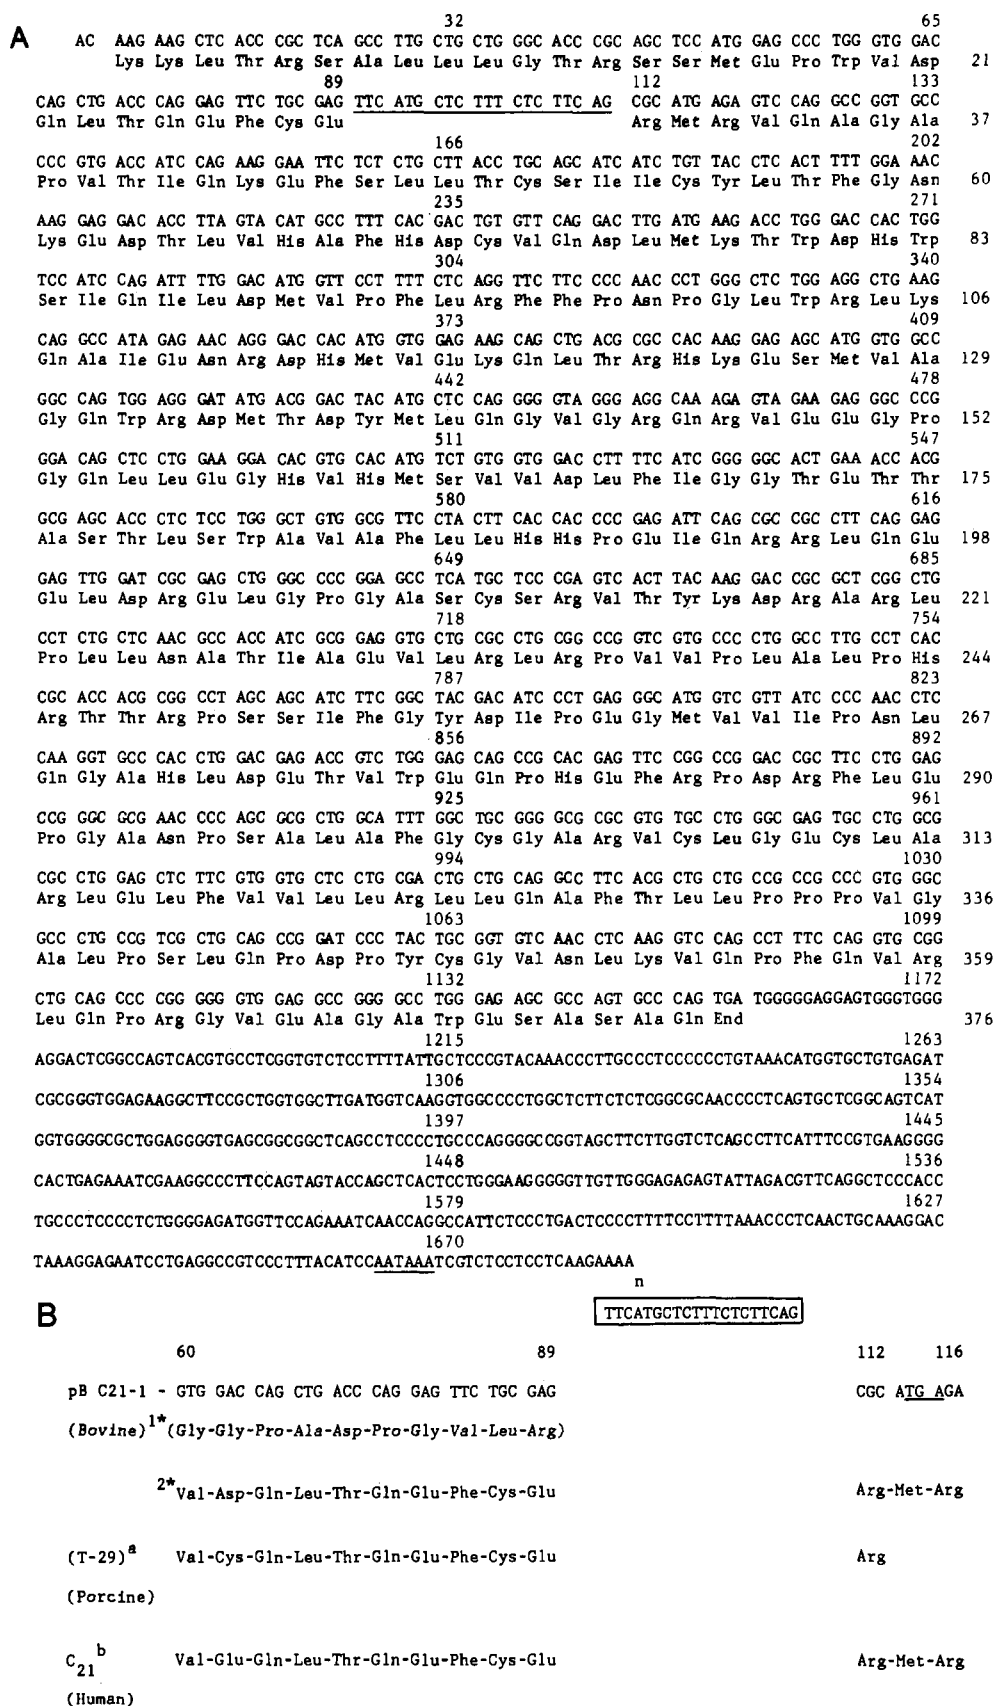 32 65
A AC AAG AAG CTC ACC CGC TCA GCC TTG CTG CTG GGC ACC CGC AGC TCC ATG GAG CCC TGG GTG GAC
Lys Lys Leu Thr Arg Ser Ala Leu Leu Leu Gly Thr Arg Ser Ser Met Glu Pro Trp Val Asp 21
89 112 133
CAG CTG ACC CAG GAG TTC TGC GAG TTC ATG CTC TTT CTC TTC AG CGC ATG AGA GTC CAG GCC GGT GCC
Gln Leu Thr Gln Glu Phe Cys Glu Arg Met Arg Val Gln Ala Gly Ala 37
166 202
CCC GTG ACC ATC CAG AAG GAA TTC TCT CTG CTT ACC TGC AGC ATC ATC TGT TAC CTC ACT TTT GGA AAC
Pro Val Thr Ile Gln Lys Glu Phe Ser Leu Leu Thr Cys Ser Ile Ile Cys Tyr Leu Thr Phe Gly Asn 60
235 271
AAG GAG GAC ACC TTA GTA CAT GCC TTT CAC GAC TGT GTT CAG GAC TTG ATG AAG ACC TGG GAC CAC TGG
Lys Glu Asp Thr Leu Val His Ala Phe His Asp Cys Val Gln Asp Leu Met Lys Thr Trp Asp His Trp 83
304 340
TCC ATC CAG ATT TTG GAC ATG GTT CCT TTT CTC AGG TTC TTC CCC AAC CCT GGG CTC TGG AGG CTG AAG
Ser Ile Gln Ile Leu Asp Met Val Pro Phe Leu Arg Phe Phe Pro Asn Pro Gly Leu Trp Arg Leu Lys 106
373 409
CAG GCC ATA GAG AAC AGG GAC CAC ATG GTG GAG AAG CAG CTG ACG CGC CAC AAG GAG AGC ATG GTG GCC
Gln Ala Ile Glu Asn Arg Asp His Met Val Glu Lys Gln Leu Thr Arg His Lys Glu Ser Met Val Ala 129
442 478
GGC CAG TGG AGG GAT ATG ACG GAC TAC ATG CTC CAG GGG GTA GGG AGG CAA AGA GTA GAA GAG GGC CCG
Gly Gln Trp Arg Asp Met Thr Asp Tyr Met Leu Gln Gly Val Gly Arg Gln Arg Val Glu Glu Gly Pro 152
511 547
GGA CAG CTC CTG GAA GGA CAC GTG CAC ATG TCT GTG GTG GAC CTT TTC ATC GGG GGC ACT GAA ACC ACG
Gly Gln Leu Leu Glu Gly His Val His Met Ser Val Val Asp Leu Phe Ile Gly Gly Thr Glu Thr Thr 175
580 616
GCG AGC ACC CTC TCC TGG GCT GTG GCG TTC CTA CTT CAC CAC CCC GAG ATT CAG CGC CGC CTT CAG GAG
Ala Ser Thr Leu Ser Trp Ala Val Ala Phe Leu Leu His His Pro Glu Ile Gln Arg Arg Leu Gln Glu 198
649 685
GAG TTG GAT CGC GAG CTG GGC CCC GGA GCC TCA TGC TCC CGA GTC ACT TAC AAG GAC CGC GCT CGG CTG
Glu Leu Asp Arg Glu Leu Gly Pro Gly Ala Ser Cys Ser Arg Val Thr Tyr Lys Asp Arg Ala Arg Leu 221
718 754
CCT CTG CTC AAC GCC ACC ATC GCG GAG GTG CTG CGC CTG CGG CCG GTC GTG CCC CTG GCC TTG CCT CAC
Pro Leu Leu Asn Ala Thr Ile Ala Glu Val Leu Arg Leu Arg Pro Val Val Pro Leu Ala Leu Pro His 244
787 823
CGC ACC ACG CGG CCT AGC AGC ATC TTC GGC TAC GAC ATC CCT GAG GGC ATG GTC GTT ATC CCC AAC CTC
Arg Thr Thr Arg Pro Ser Ser Ile Phe Gly Tyr Asp Ile Pro Glu Gly Met Val Val Ile Pro Asn Leu 267
856 892
CAA GGT GCC CAC CTG GAC GAG ACC GTC TGG GAG CAG CCG CAC GAG TTC CGG CCG GAC CGC TTC CTG GAG
Gln Gly Ala His Leu Asp Glu Thr Val Trp Glu Gln Pro His Glu Phe Arg Pro Asp Arg Phe Leu Glu 290
925 961
CCG GGC GCG AAC CCC AGC GCG CTG GCA TTT GGC TGC GGG GCG CGC GTG TGC CTG GGC GAG TGC CTG GCG
Pro Gly Ala Asn Pro Ser Ala Leu Ala Phe Gly Cys Gly Ala Arg Val Cys Leu Gly Glu Cys Leu Ala 313
994 1030
CGC CTG GAG CTC TTC GTG GTG CTC CTG CGA CTG CTG CAG GCC TTC ACG CTG CTG CCG CCG CCC GTG GGC
Arg Leu Glu Leu Phe Val Val Leu Leu Arg Leu Leu Gln Ala Phe Thr Leu Leu Pro Pro Pro Val Gly 336
1063 1099
GCC CTG CCG TCG CTG CAG CCG GAT CCC TAC TGC GGT GTC AAC CTC AAG GTC CAG CCT TTC CAG GTG CGG
Ala Leu Pro Ser Leu Gln Pro Asp Pro Tyr Cys Gly Val Asn Leu Lys Val Gln Pro Phe Gln Val Arg 359
1132 1172
CTG CAG CCC CGG GGG GTG GAG GCC GGG GCC TGG GAG AGC GCC AGT GCC CAG TGA TGGGGGAGGAGTGGGTGGG
Leu Gln Pro Arg Gly Val Glu Ala Gly Ala Trp Glu Ser Ala Ser Ala Gln End 376
1215 1263
AGGACTCGGCCAGTCACGTGCCTCGGTGTCTCCTTTTATTGCTCCCGTACAAACCCTTGCCCTCCCCCCTGTAAACATGGTGCTGTGAGAT
1306 1354
CGCGGGTGGAGAAGGCTTCCGCTGGTGGCTTGATGGTCAAGGTGGCCCCTGGCTCTTCTCTCGGCGCAACCCCTCAGTGCTCGGCAGTCAT
1397 1445
GGTGGGGCGCTGGAGGGGTGAGCGGCGGCTCAGCCTCCCCTGCCCAGGGGCCGGTAGCTTCTTGGTCTCAGCCTTCATTTCCGTGAAGGGG
1448 1536
CACTGAGAAATCGAAGGCCCTTCCAGTAGTACCAGCTCACTCCTGGGAAGGGGGTTGTTGGGAGAGAGTATTAGACGTTCAGGCTCCCACC
1579 1627
TGCCCTCCCCTCTGGGGAGATGGTTCCAGAAATCAACCAGGCCATTCTCCCTGACTCCCCTTTTCCTTTTAAACCCTCAACTGCAAAGGAC
1670
TAAAGGAGAATCCTGAGGCCGTCCCTTTACATCCAATAAATCGTCTCCTCCTCAAGAAAA
n
B TTCATGCTCTTTCTCTTCAG
60 89 112 116
pB C21-1 - GTG GAC CAG CTG ACC CAG GAG TTC TGC GAG CGC ATG AGA
(Bovine)1* (Gly-Gly-Pro-Ala-Asp-Pro-Gly-Val-Leu-Arg)
2* Val-Asp-Gln-Leu-Thr-Gln-Glu-Phe-Cys-Glu Arg-Met-Arg
(T-29)a Val-Cys-Gln-Leu-Thr-Gln-Glu-Phe-Cys-Glu Arg
(Porcine)
C21b Val-Glu-Gln-Leu-Thr-Gln-Glu-Phe-Cys-Glu Arg-Met-Arg
(Human)